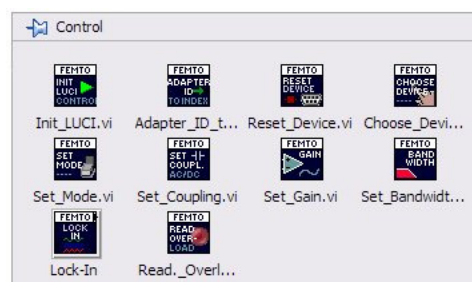 Control
FEMTO FEMTO FEMTO FEMTO
INIT ADAPTER RESET CHOOSE
LUCI ID DEVICE DEVICE
CONTROL TO INDEX
Init_LUCI.vi Adapter_ID_t... Reset_Device.vi Choose_Devi...
FEMTO FEMTO FEMTO FEMTO
SET SET GAIN BAND
MODE COUPL. WIDTH
AC/DC
Set_Mode.vi Set_Coupling.vi Set_Gain.vi Set_Bandwidt...
FEMTO FEMTO
LOCK READ
IN OVER
LOAD
Lock-In Read._Overl...